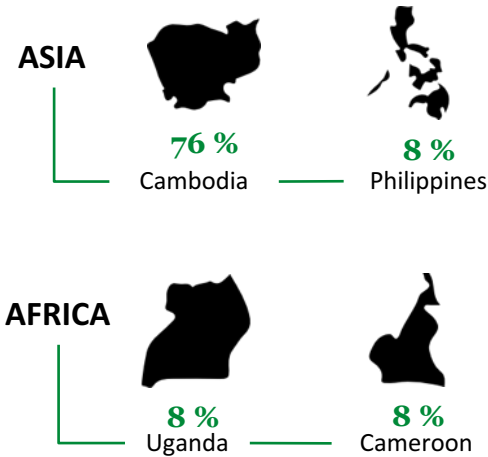 ASIA
76 %
8 %
Cambodia
Philippines
AFRICA
8 %
8 %
Uganda
Cameroon